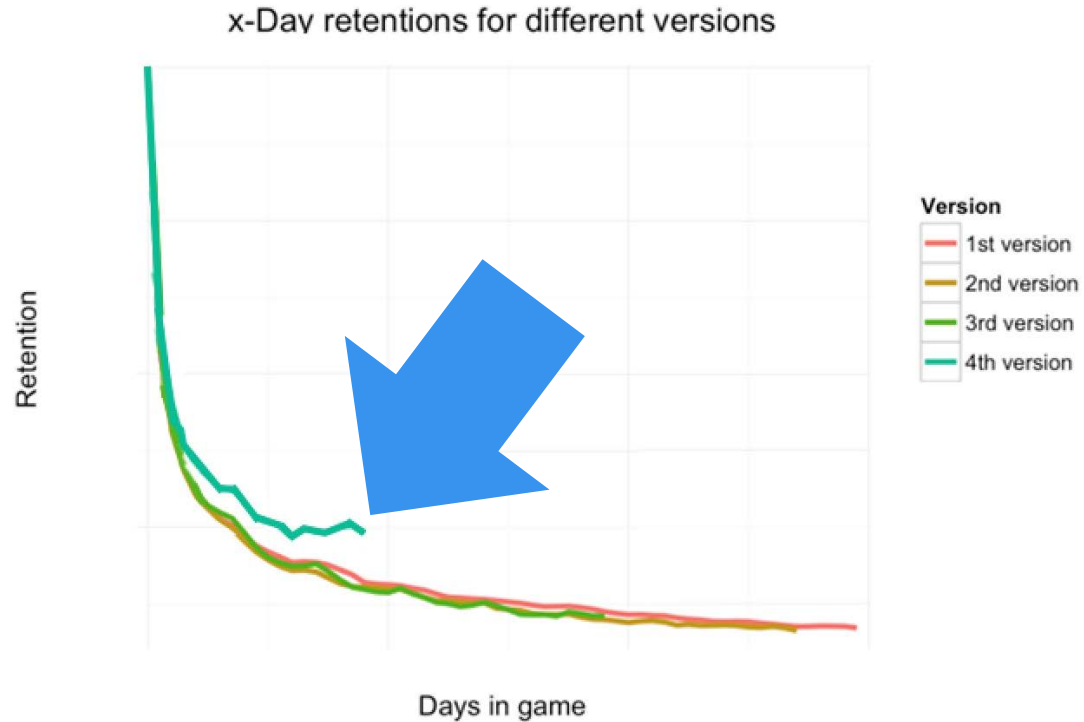 x-Day retentions for different versions
Retention
Version
1st version
2nd version
3rd version
4th version
Days in game